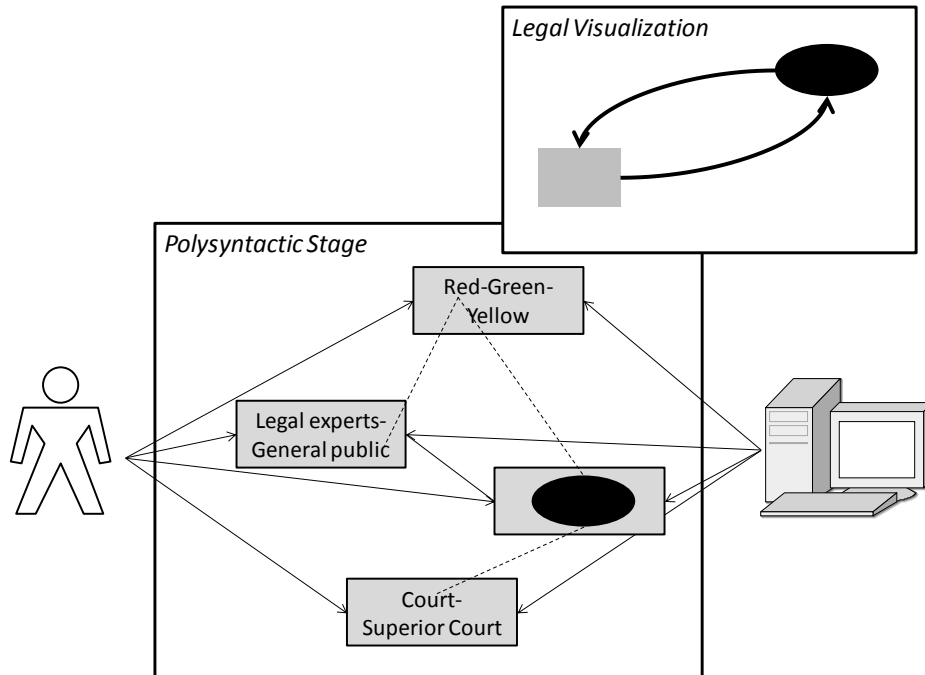 Legal Visualization
Polysyntactic Stage
Red-Green-
Yellow
Legal experts-
General public
Court-
Superior Court